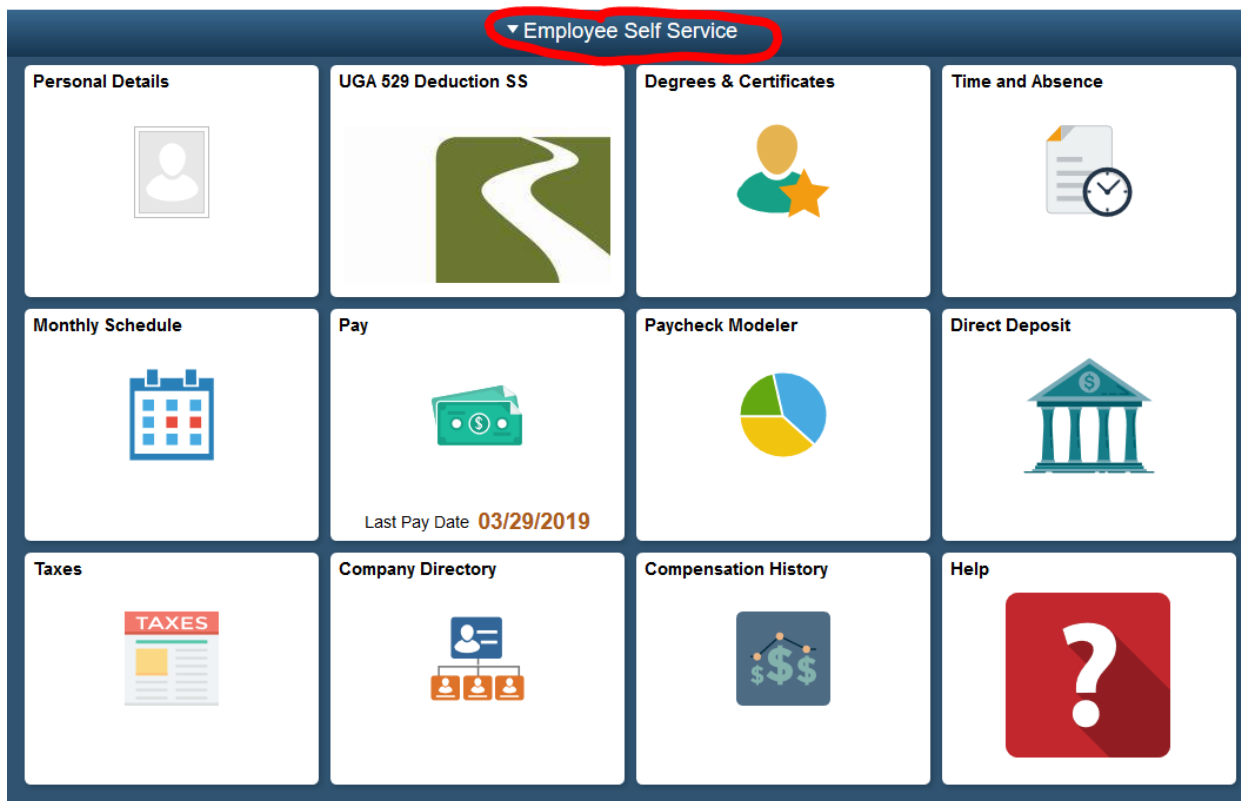 ▼Employee Self Service
Personal Details
UGA 529 Deduction SS
Degrees & Certificates
Time and Absence
Monthly Schedule
Pay
Last Pay Date 03/29/2019
Paycheck Modeler
Direct Deposit
$
$
Taxes
TAXES
Company Directory
Compensation History
$$$
Help
?